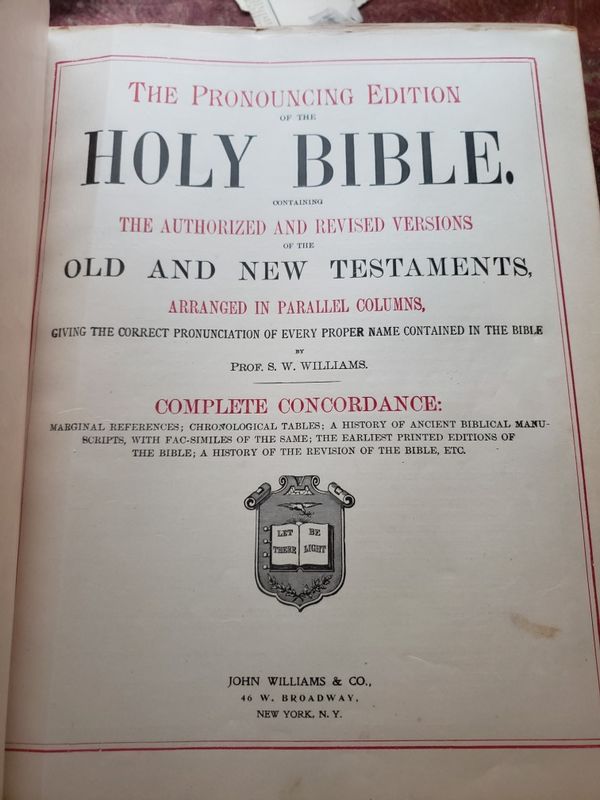 THE PRONOUNCING EDITION
OF THE
HOLY BIBLE.
CONTAINING
THE AUTHORIZED AND REVISED VERSIONS
OF THE
OLD AND NEW TESTAMENTS,
ARRANGED IN PARALLEL COLUMNS,
GIVING THE CORRECT PRONUNCIATION OF EVERY PROPER NAME CONTAINED IN THE BIBLE
BY
PROF. S. W. WILLIAMS.
COMPLETE CONCORDANCE:
MARGINAL REFERENCES; CHRONOLOGICAL TABLES; A HISTORY OF ANCIENT BIBLICAL MANU-
SCRIPTS, WITH FAC-SIMILES OF THE SAME; THE EARLIEST PRINTED EDITIONS OF
THE BIBLE; A HISTORY OF THE REVISION OF THE BIBLE, ETC.
LET BE
THERE LIGHT
JOHN WILLIAMS & CO.,
46 W. BROADWAY,
NEW YORK, N. Y.